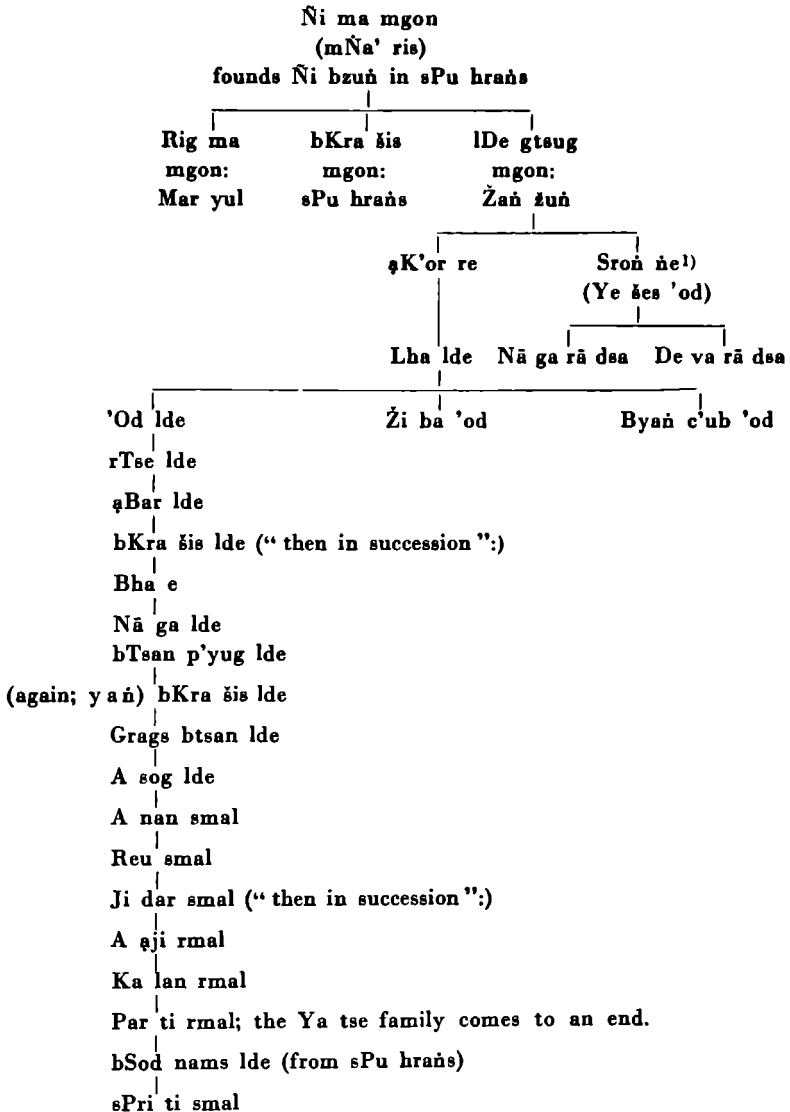 Ñi ma mgon
(mṄa' ris)
founds Ñi bzuṅ in sPu hraṅs
Rig ma bKra šis lDe gtsug
mgon: mgon: mgon:
Mar yul sPu hraṅs Žaṅ žuṅ
ạK'or re Sroṅ ṅe¹)
(Ye šes 'od)
Lha lde Nā ga rā dsa De va rā dsa
'Od lde Ži ba 'od Byaṅ c'ub 'od
rTse lde
ạBar lde
bKra šis lde (“ then in succession ”:)
Bha e
Nā ga lde
bTsan p'yug lde
(again; yaṅ) bKra šis lde
Grags btsan lde
A sog lde
A nan smal
Reu smal
Ji dar smal (“ then in succession ”:)
A ạji rmal
Ka lan rmal
Par ti rmal; the Ya tse family comes to an end.
bSod nams lde (from sPu hraṅs)
sPri ti smal